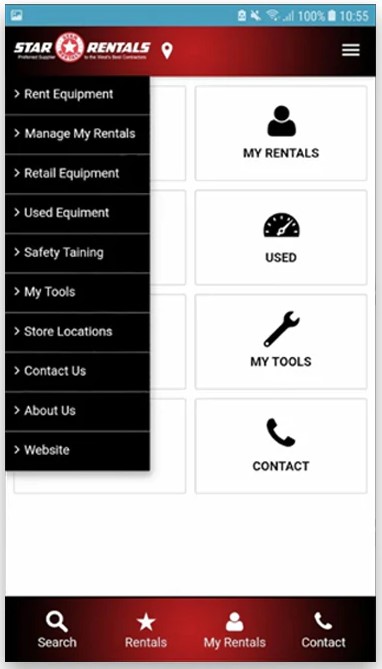 100% 10:55
STAR RENTALS
Preferred Supplier to the West's Best Contractors
STAR
RENTALS
> Rent Equipment
> Manage My Rentals
> Retail Equipment
> Used Equiment
> Safety Taining
> My Tools
> Store Locations
> Contact Us
> About Us
> Website
MY RENTALS
USED
MY TOOLS
CONTACT
Search Rentals My Rentals Contact